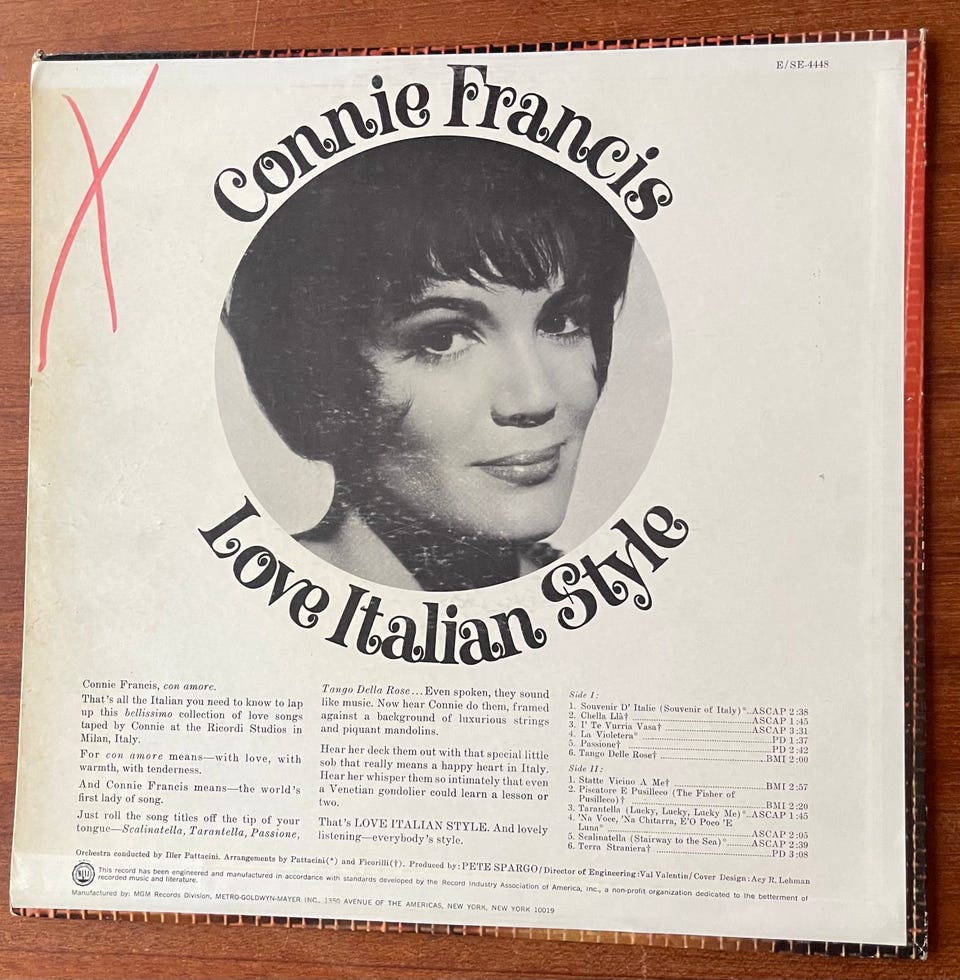 E/SE-4448
Connie Francis
Love Italian Style
Connie Francis, con amore.
That's all the Italian you need to know to lap
up this bellissimo collection of love songs
taped by Connie at the Ricordi Studios in
Milan, Italy.
For con amore means—with love, with
warmth, with tenderness.
And Connie Francis means—the world's
first lady of song.
Just roll the song titles off the tip of your
tongue—Scalinatella, Tarantella, Passione,
Tango Della Rose...Even spoken, they sound
like music. Now hear Connie do them, framed
against a background of luxurious strings
and piquant mandolins.
Hear her deck them out with that special little
sob that really means a happy heart in Italy.
Hear her whisper them so intimately that even
a Venetian gondolier could learn a lesson or
two.
That's LOVE ITALIAN STYLE. And lovely
listening—everybody's style.
Side I:
1. Souvenir D' Italie (Souvenir of Italy)*..ASCAP 2:38
2. Chella Llà† ..............................ASCAP 1:45
3. I' Te Vurria Vasa† ......................ASCAP 3:31
4. La Violetera* ..............................PD 1:37
5. Passione† ..................................PD 2:42
6. Tango Delle Rose† ..........................BMI 2:00
Side II:
1. Statte Vicino A Me† ........................BMI 2:57
2. Piscatore E Pusilleco (The Fisher of
Pusilleco)† ................................BMI 2:20
3. Tarantella (Lucky, Lucky, Lucky Me)*..ASCAP 1:45
4. 'Na Voce, 'Na Chitarra, E'O Poco 'E
Luna* ....................................ASCAP 2:05
5. Scalinatella (Stairway to the Sea)*......ASCAP 2:39
6. Terra Straniera† ............................PD 3:08
Orchestra conducted by Iller Pattacini. Arrangements by Pattacini(*) and Ficorilli(†). Produced by: PETE SPARGO/Director of Engineering: Val Valentin/Cover Design: Acy R. Lehman
This record has been engineered and manufactured in accordance with standards developed by the Record Industry Association of America, Inc., a non-profit organization dedicated to the betterment of
recorded music and literature.
Manufactured by: MGM Records Division, METRO-GOLDWYN-MAYER INC., 1350 AVENUE OF THE AMERICAS, NEW YORK, NEW YORK 10019